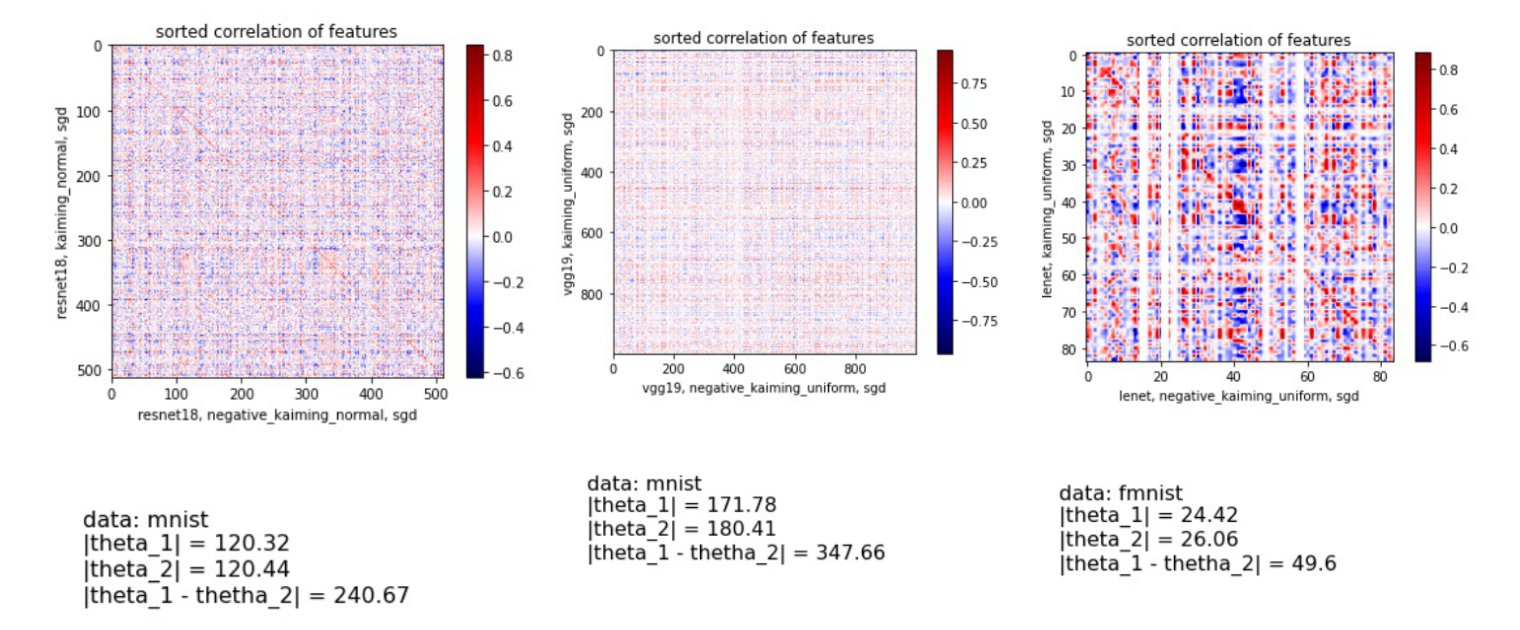 sorted correlation of features
0
100
200
300
400
500
resnet18, kaiming_normal, sgd
0 100 200 300 400 500
resnet18, negative_kaiming_normal, sgd
0.8
0.6
0.4
0.2
0.0
−0.2
−0.4
−0.6
data: mnist
|theta_1| = 120.32
|theta_2| = 120.44
|theta_1 - thetha_2| = 240.67
sorted correlation of features
0
200
400
600
800
vgg19, kaiming_uniform, sgd
0 200 400 600 800
vgg19, negative_kaiming_uniform, sgd
0.75
0.50
0.25
0.00
−0.25
−0.50
−0.75
data: mnist
|theta_1| = 171.78
|theta_2| = 180.41
|theta_1 - thetha_2| = 347.66
sorted correlation of features
0
10
20
30
40
50
60
70
80
lenet, kaiming_uniform, sgd
0 20 40 60 80
lenet, negative_kaiming_uniform, sgd
0.8
0.6
0.4
0.2
0.0
−0.2
−0.4
−0.6
data: fmnist
|theta_1| = 24.42
|theta_2| = 26.06
|theta_1 - thetha_2| = 49.6